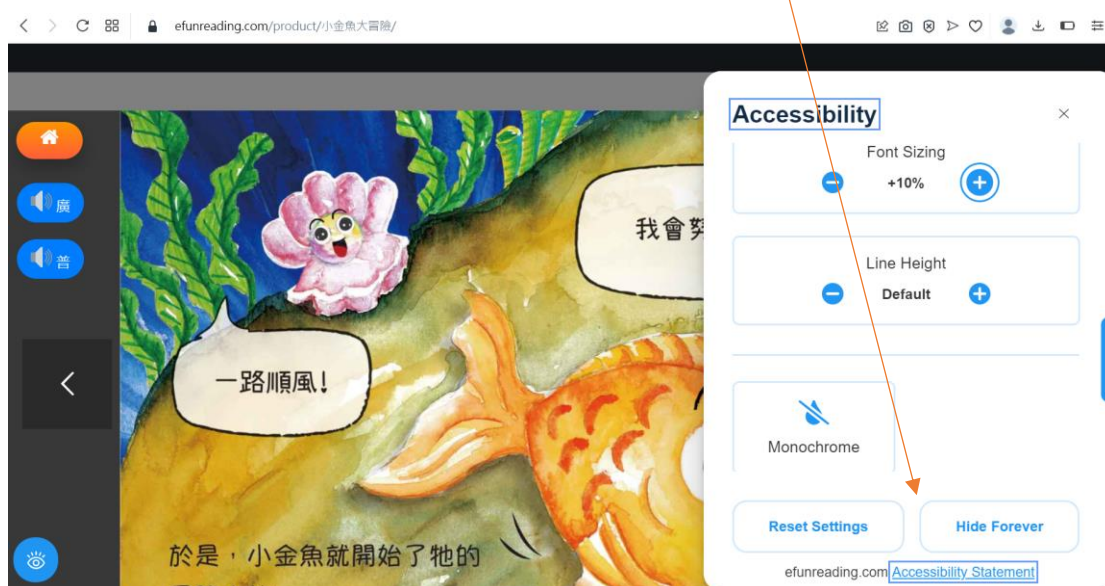 efunreading.com/product/小金魚大冒險/
廣
普
我會努
一路順風！
於是，小金魚就開始了牠的
Accessibility
Font Sizing
+10%
Line Height
Default
Monochrome
Reset Settings
Hide Forever
efunreading.com Accessibility Statement